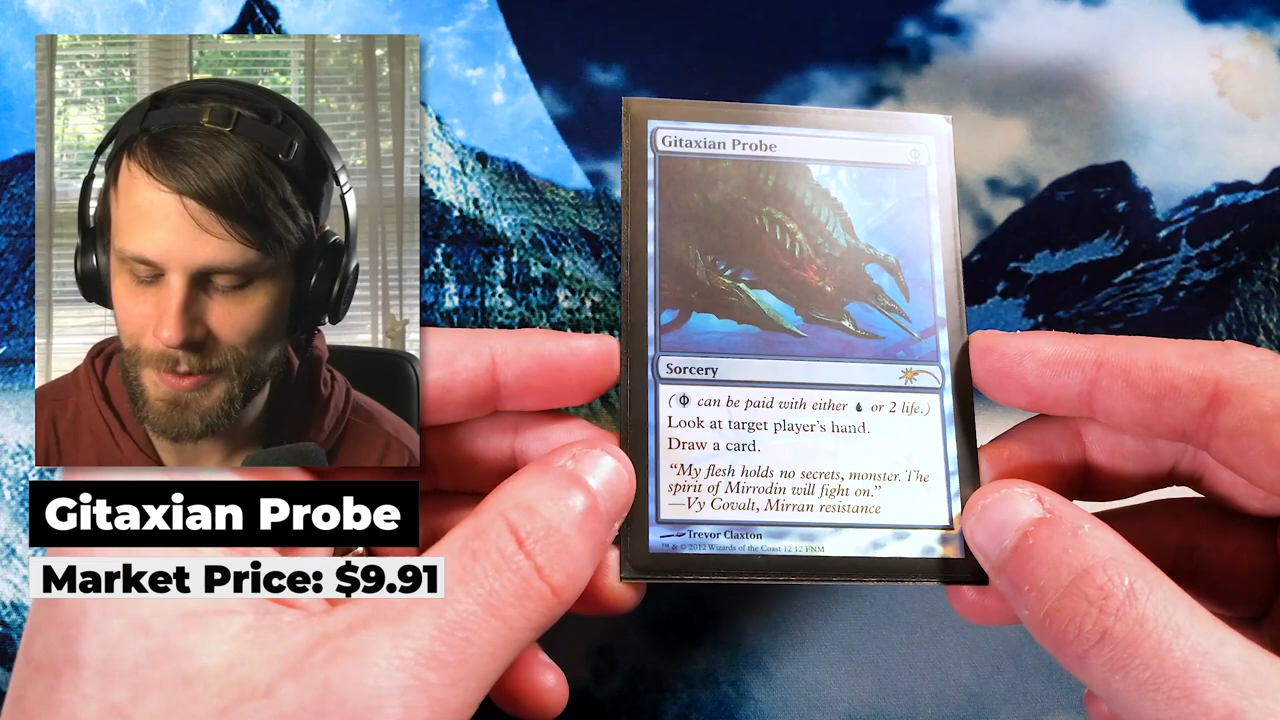 Gitaxian Probe
Sorcery
( can be paid with either or 2 life.)
Look at target player's hand.
Draw a card.
"My flesh holds no secrets, monster. The
spirit of Mirrodin will fight on."
—Vy Covalt, Mirran resistance
Trevor Claxton
™ & © 2012 Wizards of the Coast 12/12 FNM
Gitaxian Probe
Market Price: $9.91